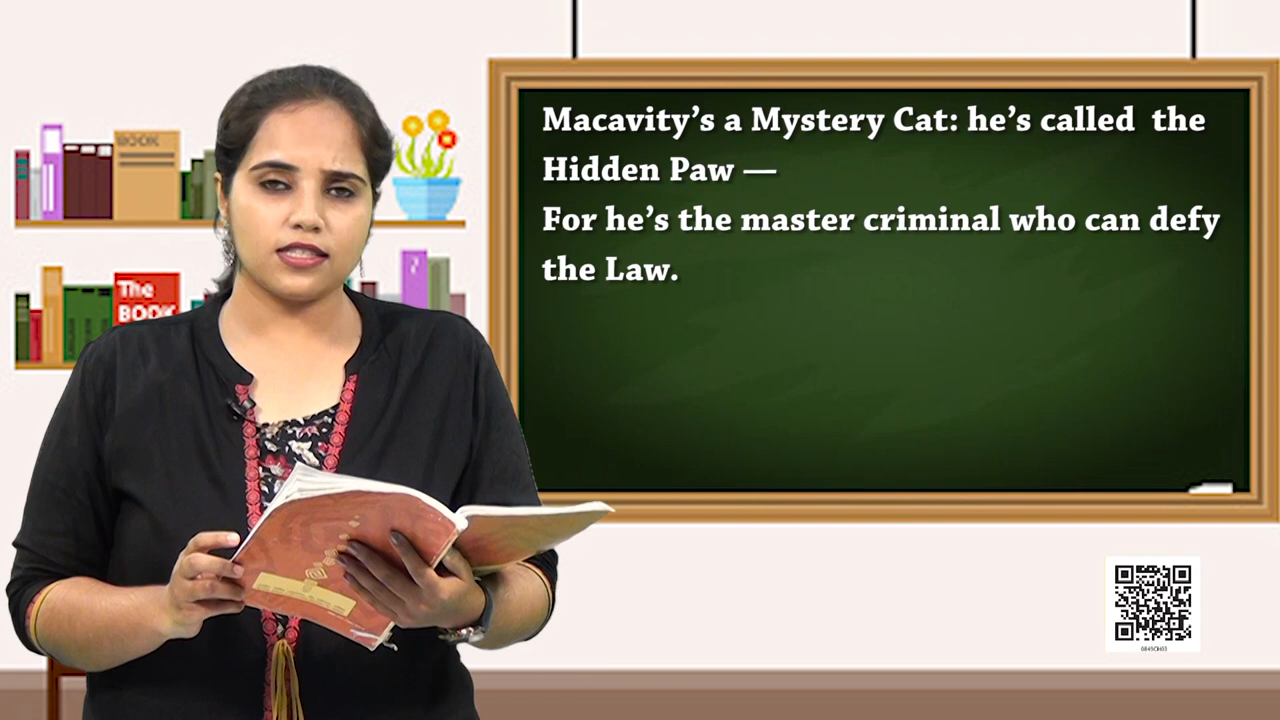 BOOK
The
BOOK
Macavity's a Mystery Cat: he's called  the
Hidden Paw —
For he's the master criminal who can defy
the Law.